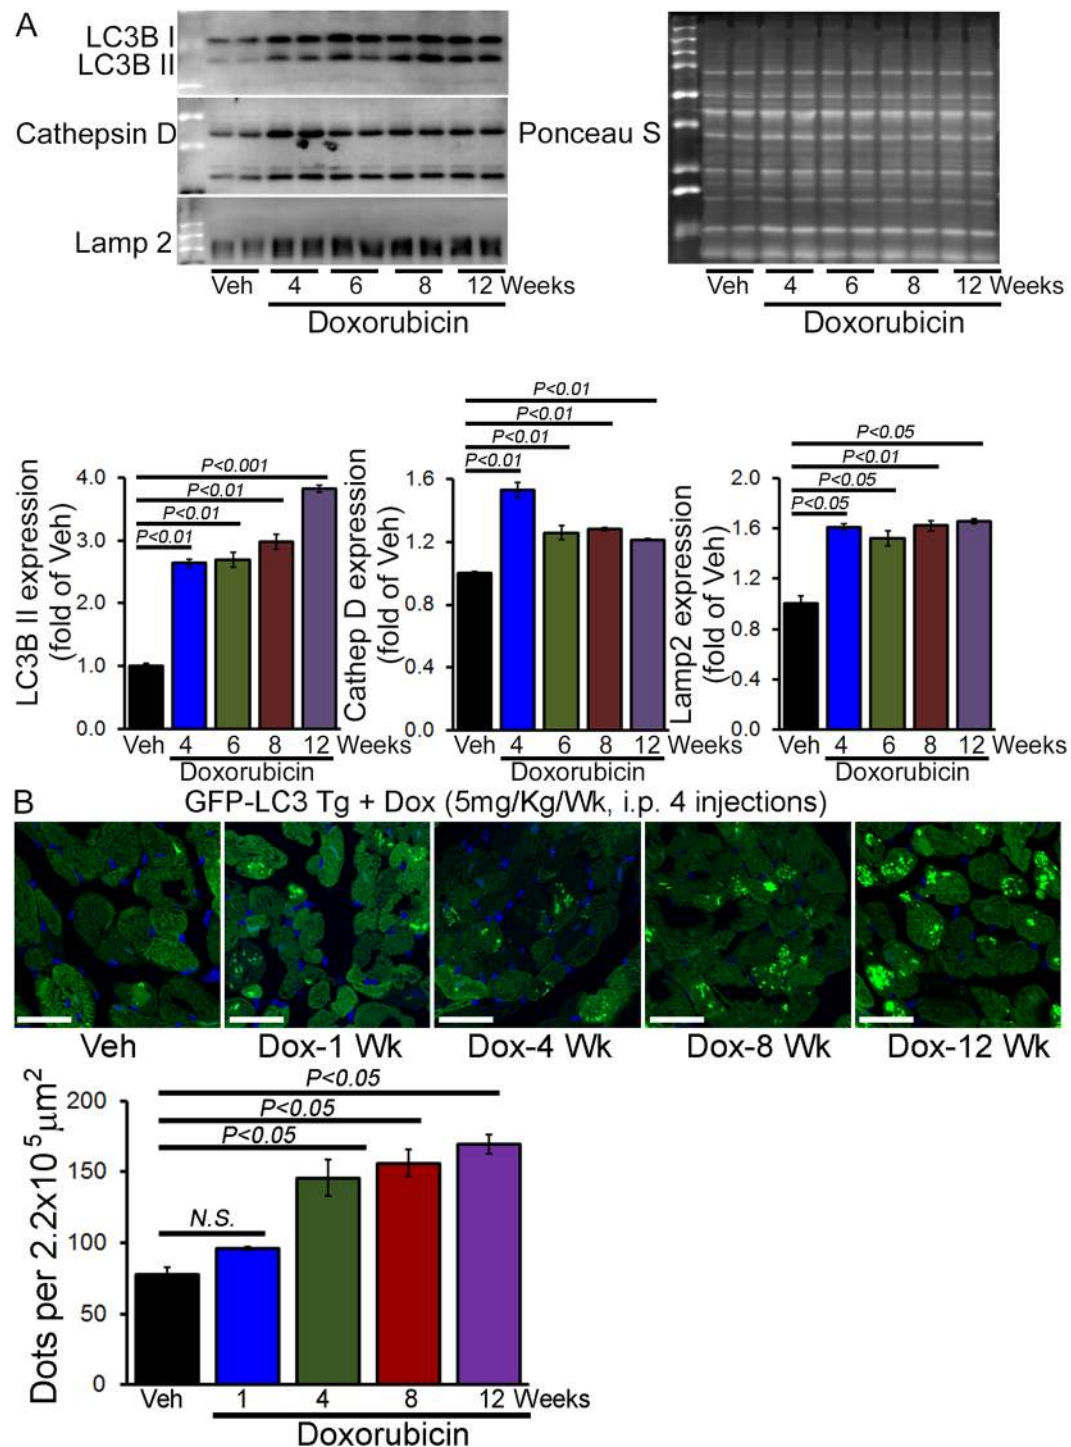 A
LC3B I
LC3B II
Cathepsin D
Lamp 2
Veh 4 6 8 12 Weeks
Doxorubicin
Ponceau S
Veh 4 6 8 12 Weeks
Doxorubicin
LC3B II expression
(fold of Veh)
4.0
3.0
2.0
1.0
0.0
P<0.001
P<0.01
P<0.01
P<0.01
Veh 4 6 8 12 Weeks
Doxorubicin
Cathep D expression
(fold of Veh)
1.6
1.2
0.8
0.4
0.0
P<0.01
P<0.01
P<0.01
P<0.01
Veh 4 6 8 12 Weeks
Doxorubicin
Lamp2 expression
(fold of Veh)
2.0
1.6
1.2
0.8
0.4
0.0
P<0.05
P<0.01
P<0.05
P<0.05
Veh 4 6 8 12 Weeks
Doxorubicin
B
GFP-LC3 Tg + Dox (5mg/Kg/Wk, i.p. 4 injections)
Veh Dox-1 Wk Dox-4 Wk Dox-8 Wk Dox-12 Wk
Dots per 2.2x10⁵μm²
200
150
100
50
0
P<0.05
P<0.05
P<0.05
N.S.
Veh 1 4 8 12 Weeks
Doxorubicin